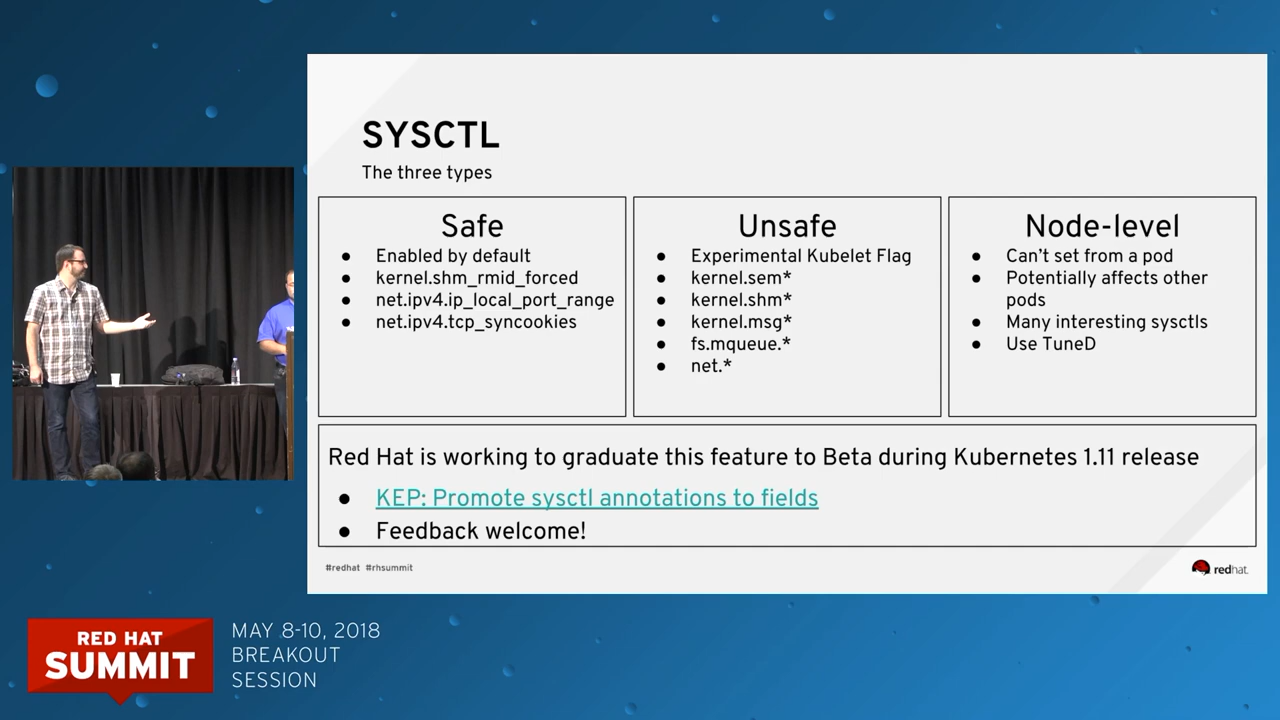 SYSCTL
The three types
Safe
● Enabled by default
● kernel.shm_rmid_forced
● net.ipv4.ip_local_port_range
● net.ipv4.tcp_syncookies
Unsafe
● Experimental Kubelet Flag
● kernel.sem*
● kernel.shm*
● kernel.msg*
● fs.mqueue.*
● net.*
Node-level
● Can't set from a pod
● Potentially affects other
pods
● Many interesting sysctls
● Use TuneD
Red Hat is working to graduate this feature to Beta during Kubernetes 1.11 release
● KEP: Promote sysctl annotations to fields
● Feedback welcome!
#redhat #rhsummit
redhat.
RED HAT
SUMMIT
MAY 8-10, 2018
BREAKOUT
SESSION